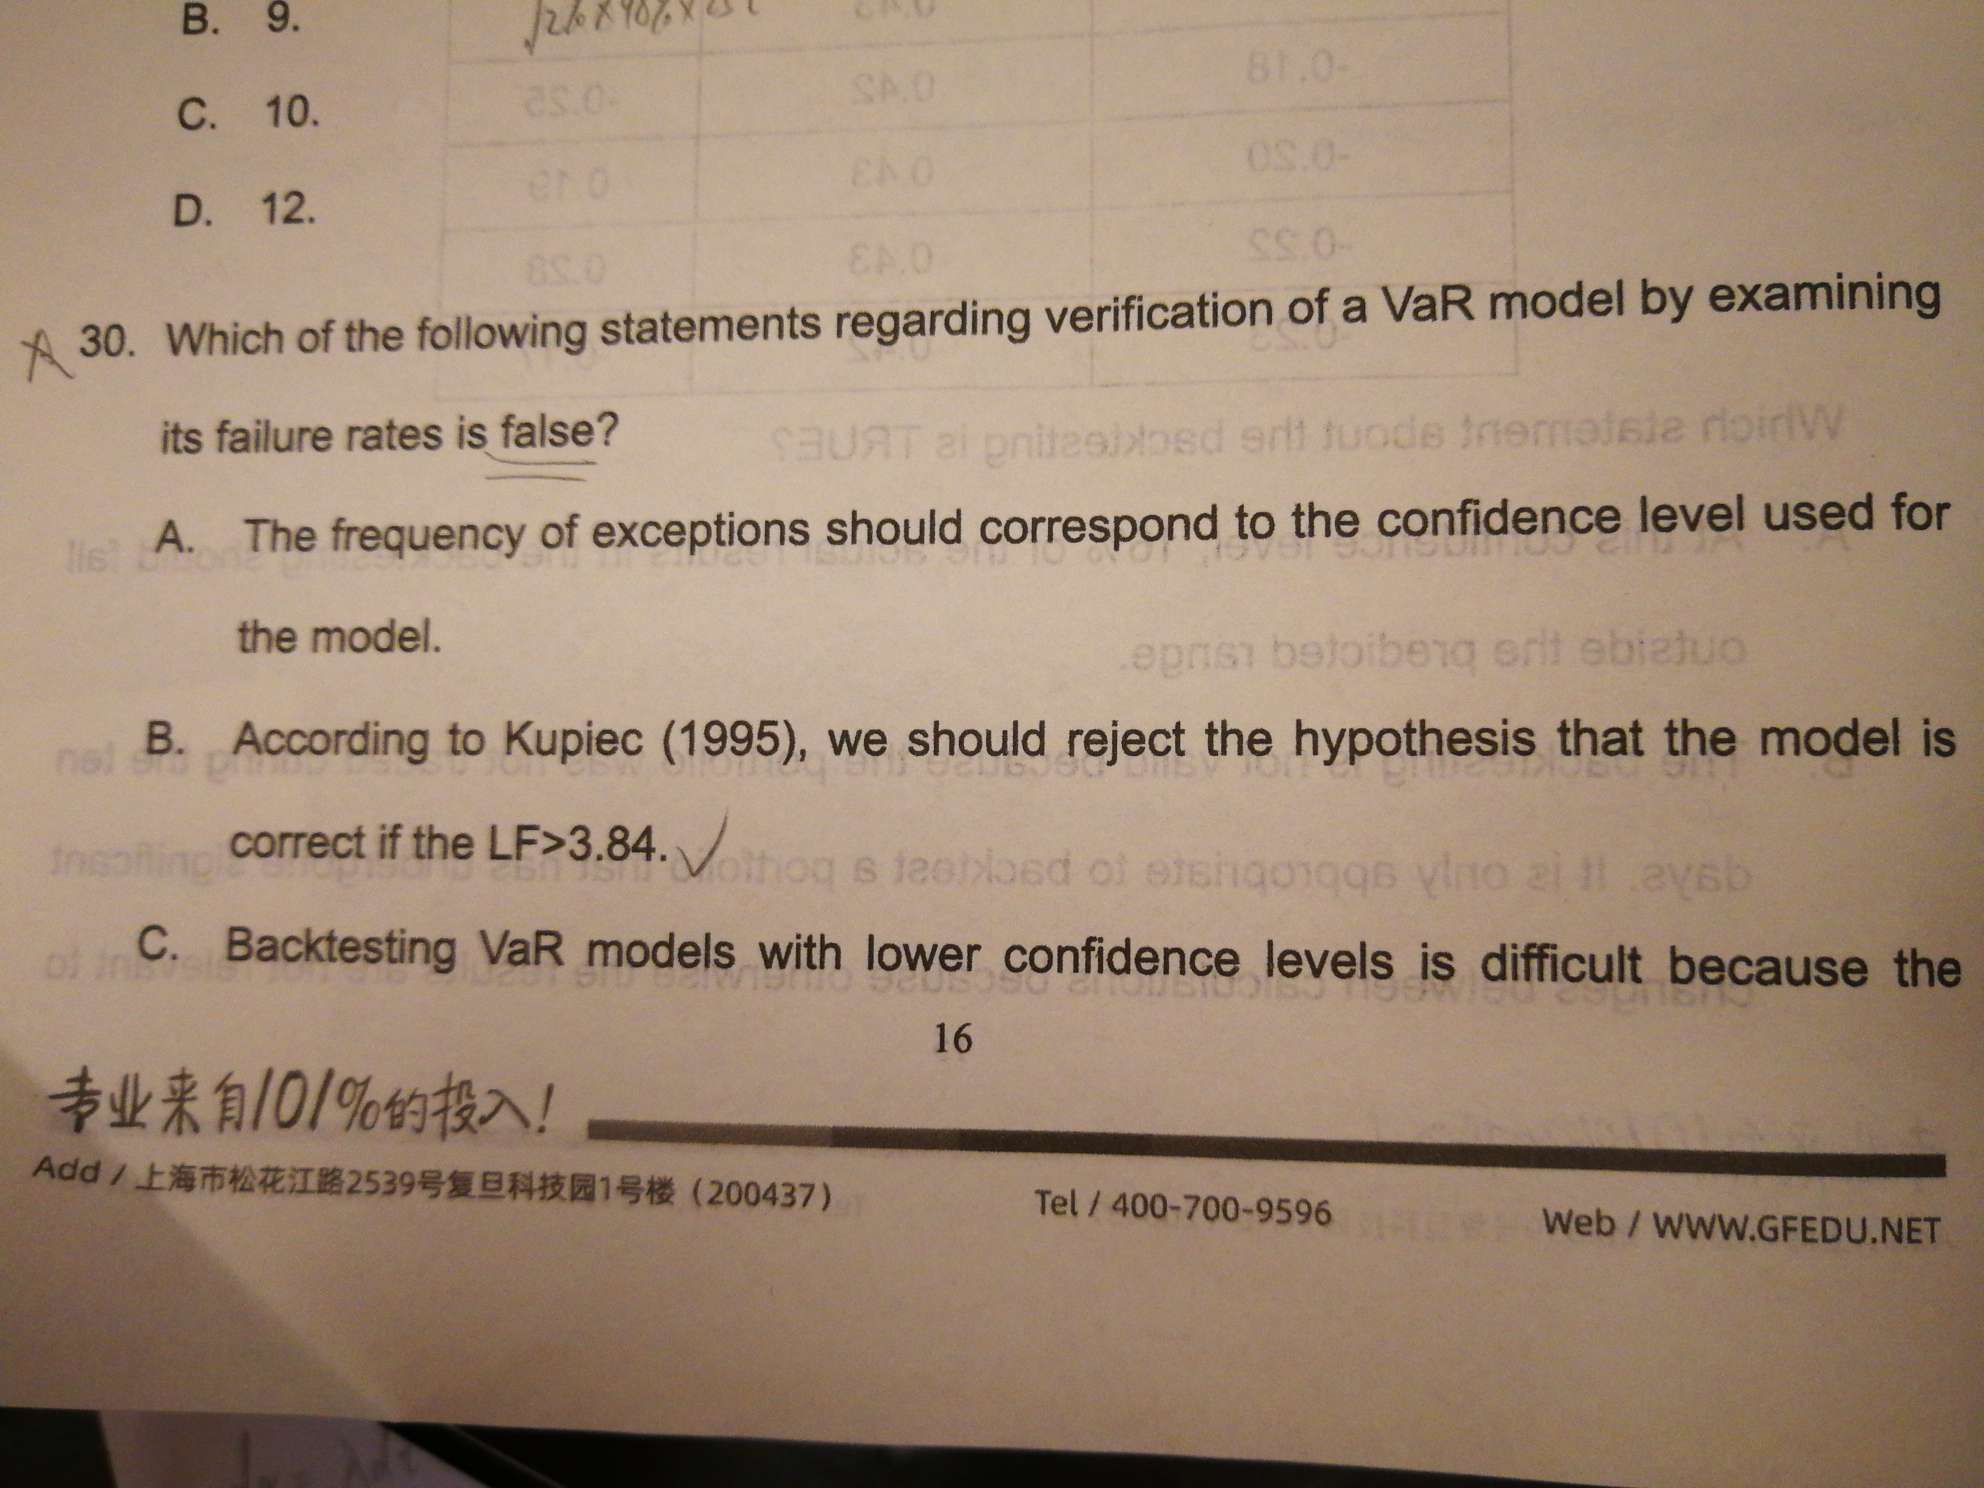 B. 9.
C. 10.
D. 12.
A 30. Which of the following statements regarding verification of a VaR model by examining
its failure rates is false?
A. The frequency of exceptions should correspond to the confidence level used for
the model.
B. According to Kupiec (1995), we should reject the hypothesis that the model is
correct if the LF>3.84.
C. Backtesting VaR models with lower confidence levels is difficult because the
16
专业来自101%的投入!
Add / 上海市松花江路2539号复旦科技园1号楼（200437）
Tel / 400-700-9596
Web / WWW.GFEDU.NET